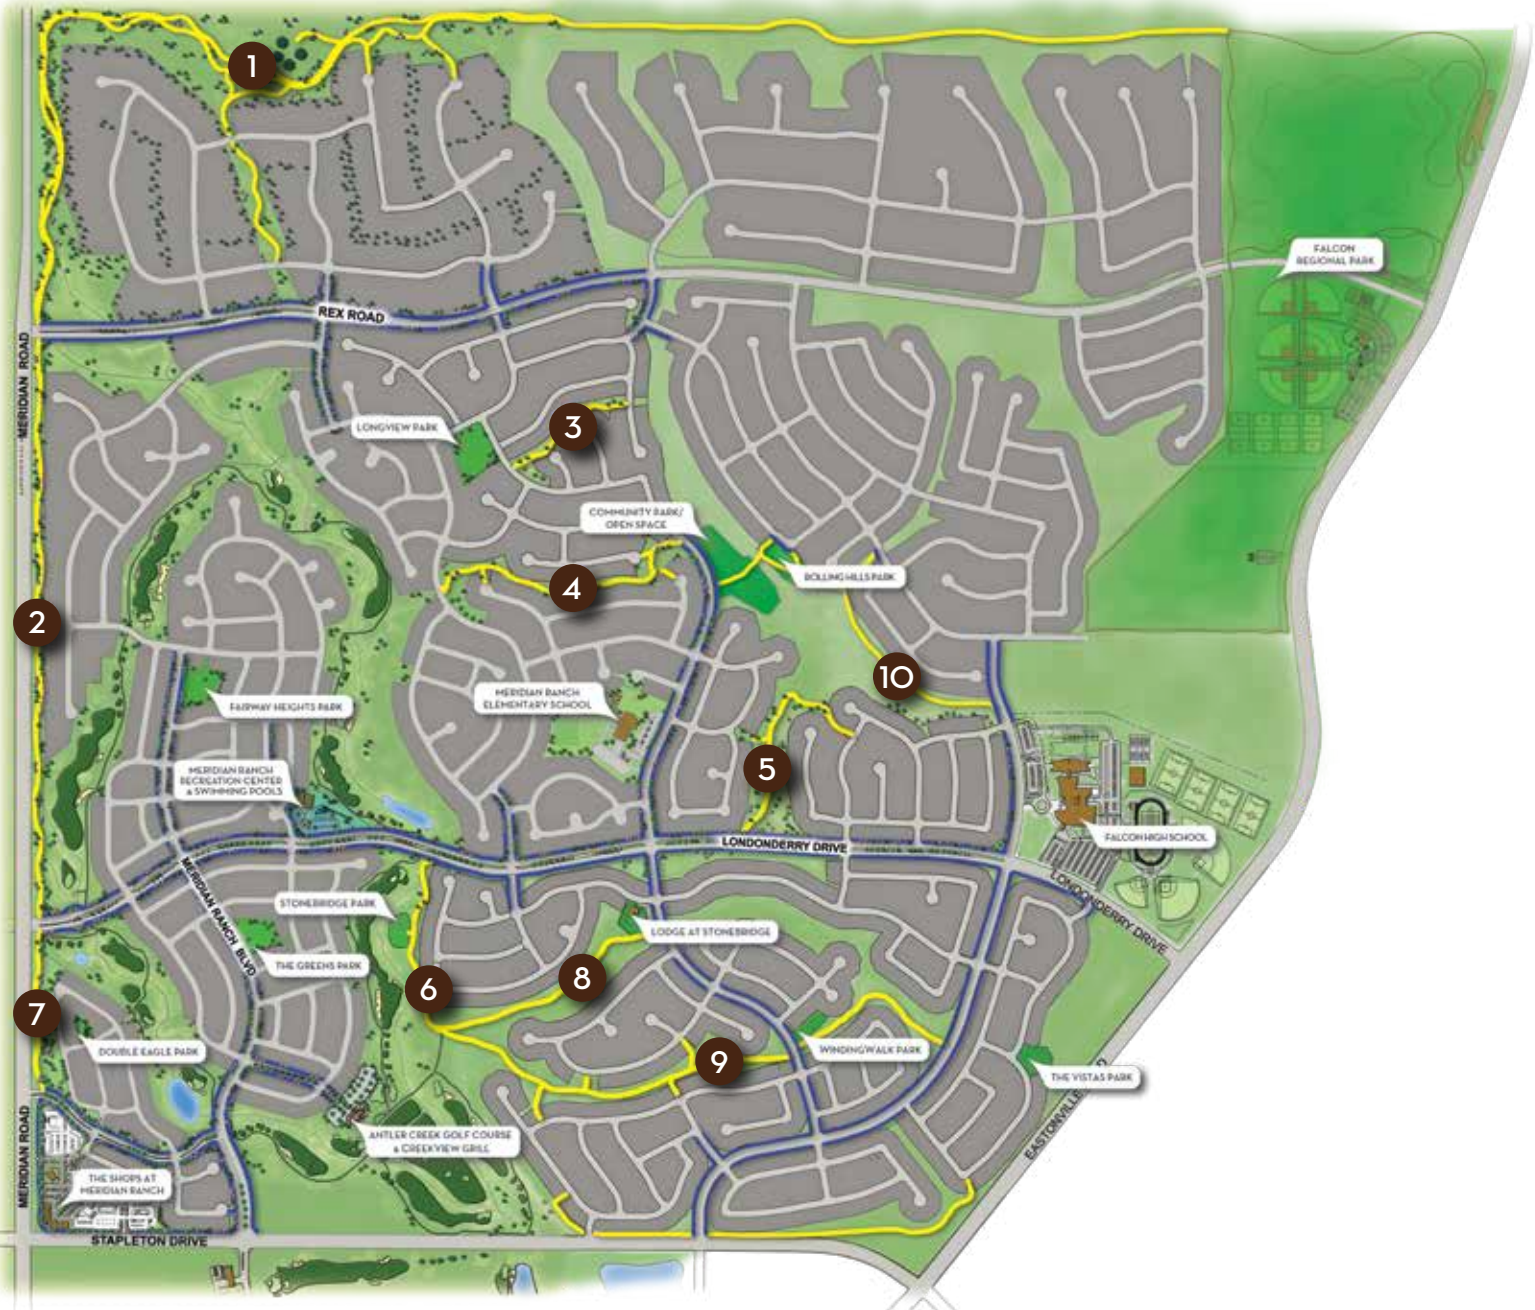 1
FALCON
REGIONAL PARK
REX ROAD
MERIDIAN ROAD
LONGVIEW PARK
3
COMMUNITY PARK/
OPEN SPACE
ROLLING HILLS PARK
4
2
10
MERIDIAN RANCH
ELEMENTARY SCHOOL
FAIRWAY HEIGHTS PARK
5
MERIDIAN RANCH
RECREATION CENTER
& SWIMMING POOLS
FALCON HIGH SCHOOL
LONDONDERRY DRIVE
LONDONDERRY DRIVE
MERIDIAN RANCH BLVD
STONEBRIDGE PARK
LODGE AT STONEBRIDGE
THE GREENS PARK
8
6
7
DOUBLE EAGLE PARK
9
WINDINGWALK PARK
THE VISTAS PARK
EASTONVILLE
D
ANTLER CREEK GOLF COURSE
& CREEKVIEW GRILL
MERIDIAN ROAD
THE SHOPS AT
MERIDIAN RANCH
STAPLETON DRIVE